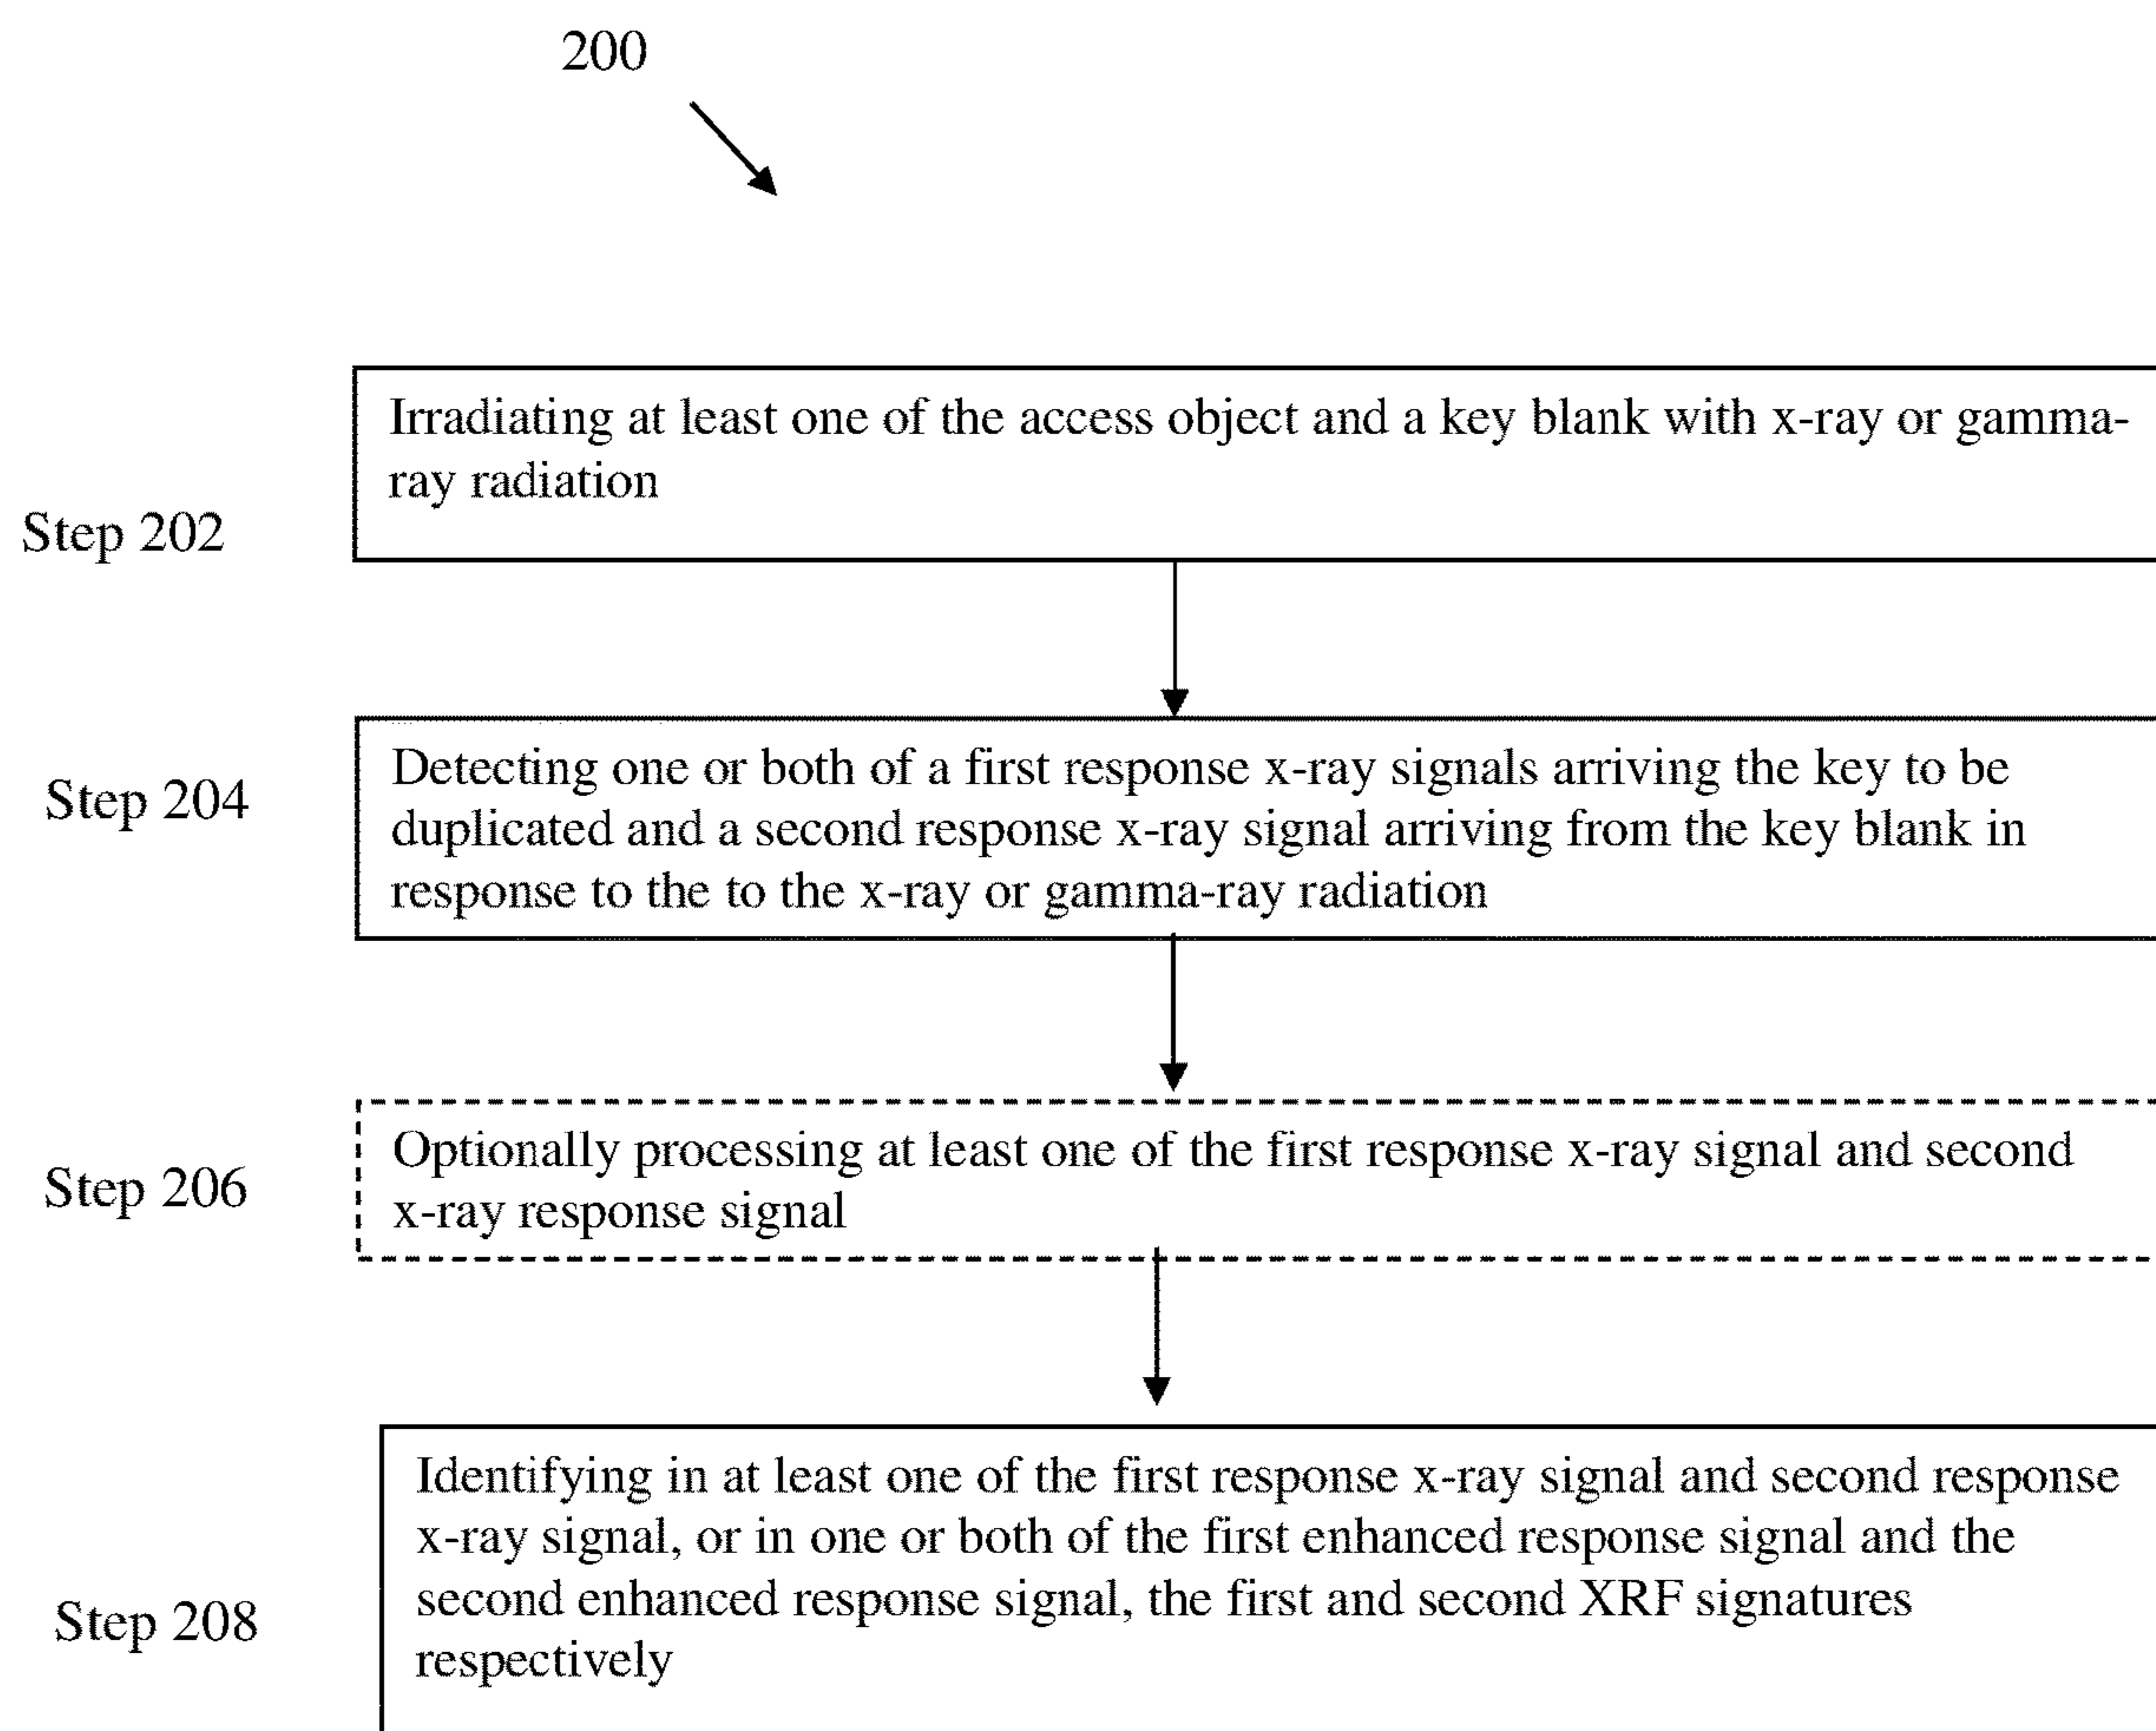 200
Irradiating at least one of the access object and a key blank with x-ray or gamma-
ray radiation
Step 202
Detecting one or both of a first response x-ray signals arriving the key to be
duplicated and a second response x-ray signal arriving from the key blank in
response to the to the x-ray or gamma-ray radiation
Step 204
Optionally processing at least one of the first response x-ray signal and second
x-ray response signal
Step 206
Identifying in at least one of the first response x-ray signal and second response
x-ray signal, or in one or both of the first enhanced response signal and the
second enhanced response signal, the first and second XRF signatures
respectively
Step 208